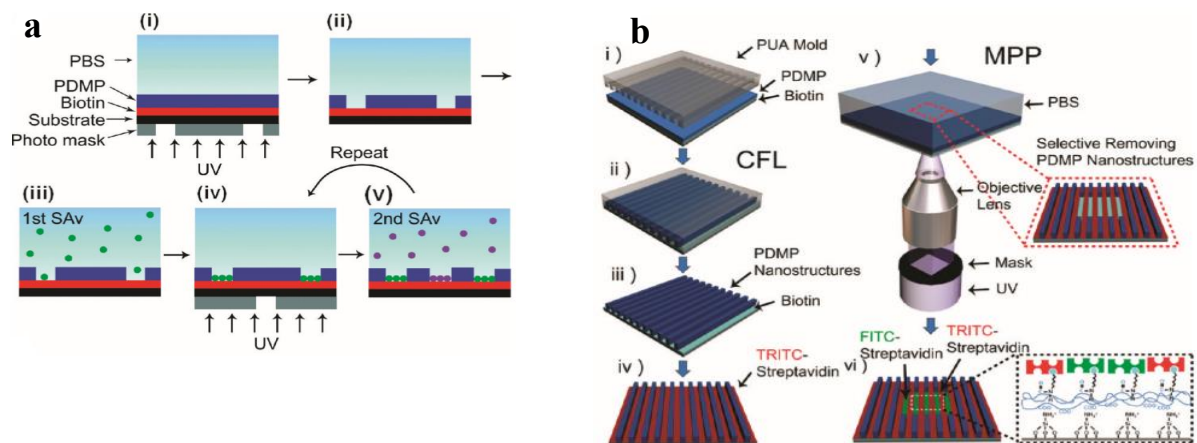 a
(i)
(ii)
PBS
PDMP
Biotin
Substrate
Photo mask
UV
Repeat
(iii)
(iv)
(v)
1st SAv
2nd SAv
UV
b
i )
PUA Mold
PDMP
Biotin
CFL
ii )
iii )
PDMP
Nanostructures
Biotin
iv )
TRITC-
Streptavidin
v )
MPP
PBS
Selective Removing
PDMP Nanostructures
Objective
Lens
Mask
UV
FITC-
Streptavidin
TRITC-
Streptavidin
vi )